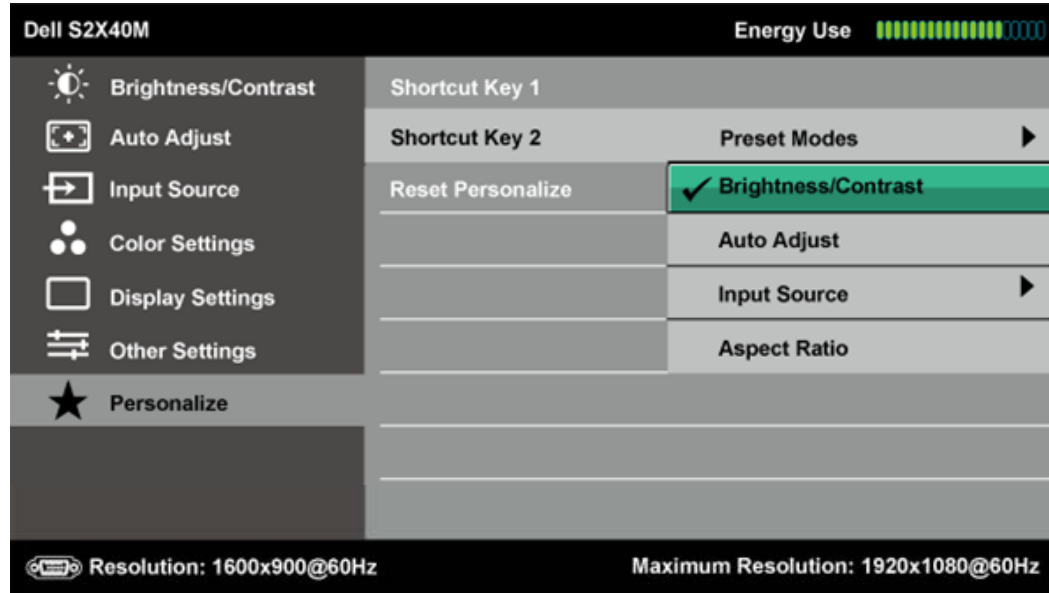 Dell S2X40M Energy Use
Brightness/Contrast Shortcut Key 1
Auto Adjust Shortcut Key 2 Preset Modes
Input Source Reset Personalize Brightness/Contrast
Color Settings Auto Adjust
Display Settings Input Source
Other Settings Aspect Ratio
Personalize
Resolution: 1600x900@60Hz Maximum Resolution: 1920x1080@60Hz